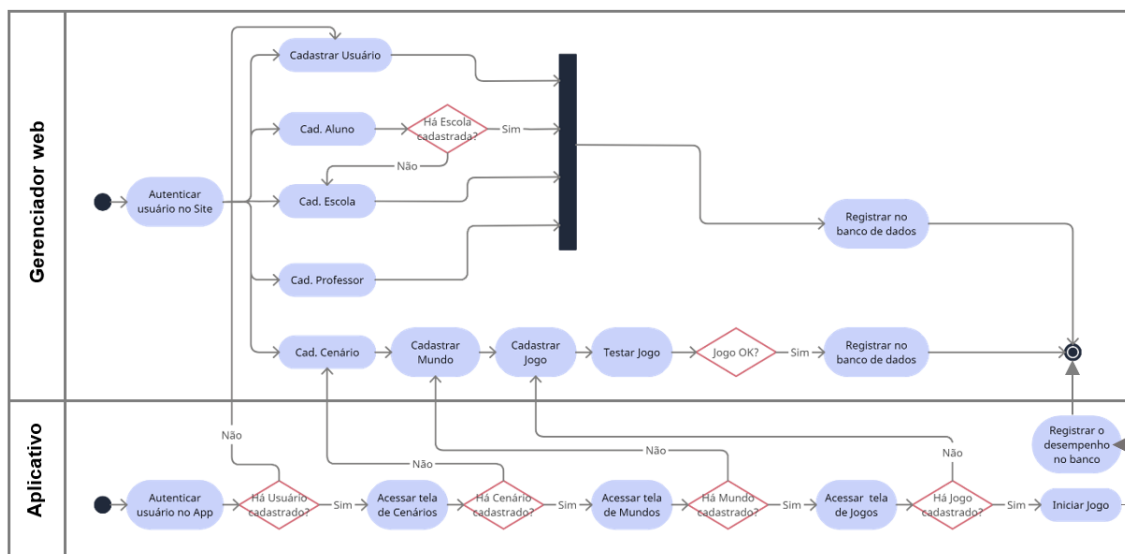 Gerenciador web
Cadastrar Usuário
Cad. Aluno
Há Escola
cadastrada?
Sim
Não
Autenticar
usuário no Site
Cad. Escola
Registrar no
banco de dados
Cad. Professor
Cad. Cenário
Cadastrar
Mundo
Cadastrar
Jogo
Testar Jogo
Jogo OK?
Sim
Registrar no
banco de dados
Aplicativo
Não
Não
Não
Não
Registrar o
desempenho
no banco
Autenticar
usuário no App
Há Usuário
cadastrado?
Sim
Acessar tela
de Cenários
Há Cenário
cadastrado?
Sim
Acessar tela
de Mundos
Há Mundo
cadastrado?
Sim
Acessar tela
de Jogos
Há Jogo
cadastrado?
Sim
Iniciar Jogo